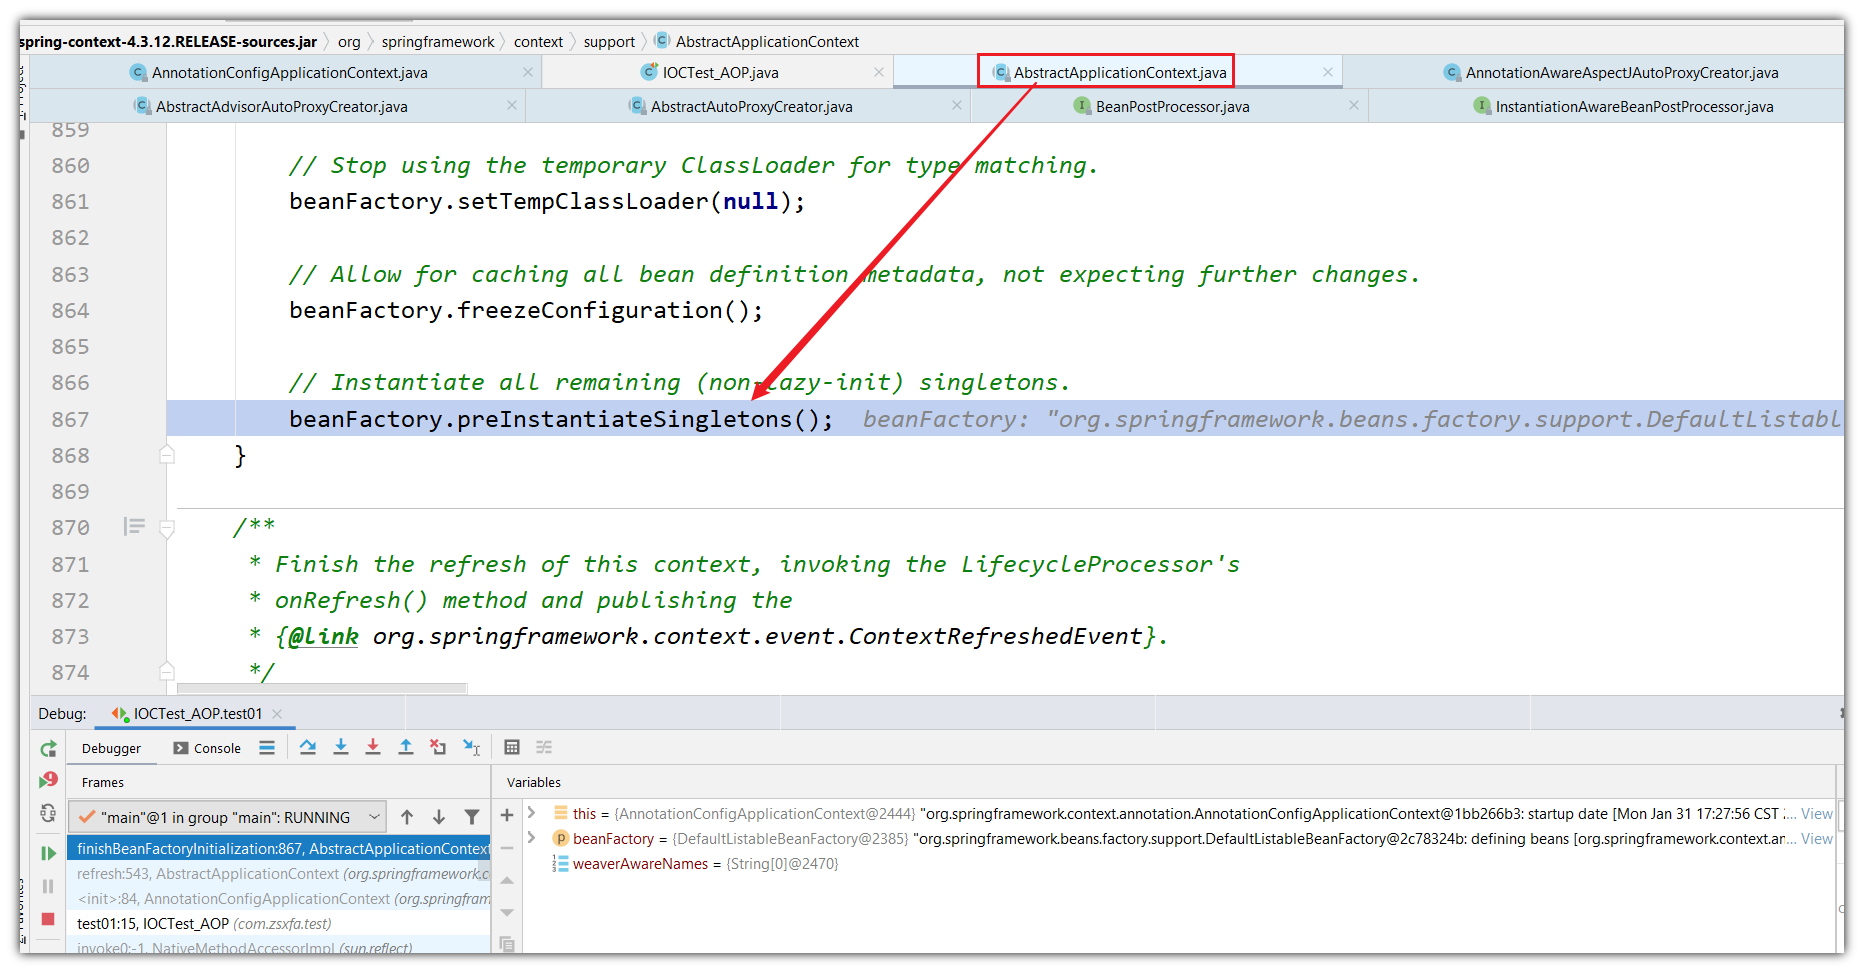 spring-context-4.3.12.RELEASE-sources.jar org springframework context support AbstractApplicationContext
AnnotationConfigApplicationContext.java IOCTest_AOP.java AbstractApplicationContext.java AnnotationAwareAspectJAutoProxyCreator.java
AbstractAdvisorAutoProxyCreator.java AbstractAutoProxyCreator.java BeanPostProcessor.java InstantiationAwareBeanPostProcessor.java
859
860 // Stop using the temporary ClassLoader for type matching.
861 beanFactory.setTempClassLoader(null);
862
863 // Allow for caching all bean definition metadata, not expecting further changes.
864 beanFactory.freezeConfiguration();
865
866 // Instantiate all remaining (non-lazy-init) singletons.
867 beanFactory.preInstantiateSingletons(); beanFactory: "org.springframework.beans.factory.support.DefaultListabl
868 }
869
870 /**
871 * Finish the refresh of this context, invoking the LifecycleProcessor's
872 * onRefresh() method and publishing the
873 * {@link org.springframework.context.event.ContextRefreshedEvent}.
874 */
Debug: IOCTest_AOP.test01
Debugger Console
Frames
Variables
"main"@1 in group "main": RUNNING
finishBeanFactoryInitialization:867, AbstractApplicationContext
refresh:543, AbstractApplicationContext (org.springframework.c
<init>:84, AnnotationConfigApplicationContext (org.springfram
test01:15, IOCTest_AOP (com.zsxfa.test)
invoke0:-1, NativeMethodAccessorImpl (sun.reflect)
this = {AnnotationConfigApplicationContext@2444} "org.springframework.context.annotation.AnnotationConfigApplicationContext@1bb266b3: startup date [Mon Jan 31 17:27:56 CST 2... View
beanFactory = {DefaultListableBeanFactory@2385} "org.springframework.beans.factory.support.DefaultListableBeanFactory@2c78324b: defining beans [org.springframework.context.an... View
weaverAwareNames = {String[0]@2470}